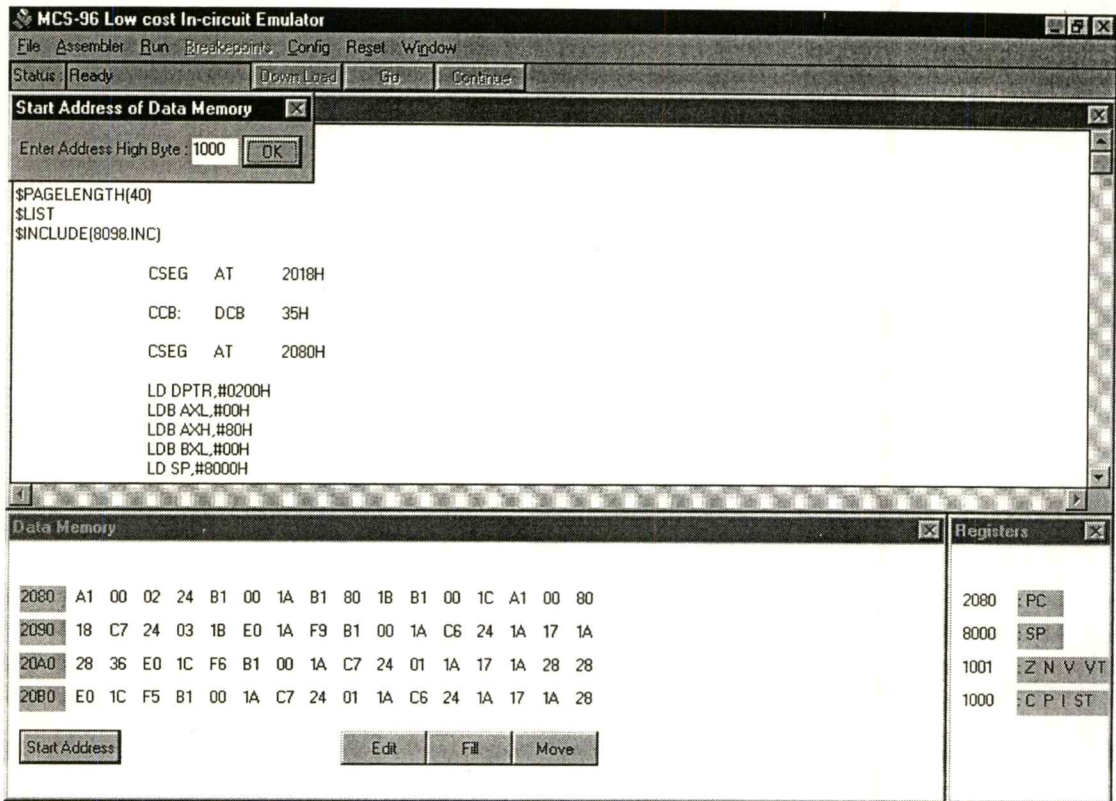 MCS-96 Low cost In-circuit Emulator
File Assembler Run Breakepoints Config Reset Window
Status : Ready Down Load Go Continue
Start Address of Data Memory
Enter Address High Byte : 1000 OK
$PAGELENGTH(40)
$LIST
$INCLUDE(8098.INC)
CSEG AT 2018H
CCB: DCB 35H
CSEG AT 2080H
LD DPTR,#0200H
LDB AXL,#00H
LDB AXH,#80H
LDB BXL,#00H
LD SP,#8000H
Data Memory
2080 A1 00 02 24 B1 00 1A B1 80 1B B1 00 1C A1 00 80
2090 18 C7 24 03 1B E0 1A F9 B1 00 1A C6 24 1A 17 1A
20A0 28 36 E0 1C F6 B1 00 1A C7 24 01 1A 17 1A 28 28
20B0 E0 1C F5 B1 00 1A C7 24 01 1A C6 24 1A 17 1A 28
Start Address Edit Fill Move
Registers
2080 : PC
8000 : SP
1001 : Z N V VT
1000 : C P I ST